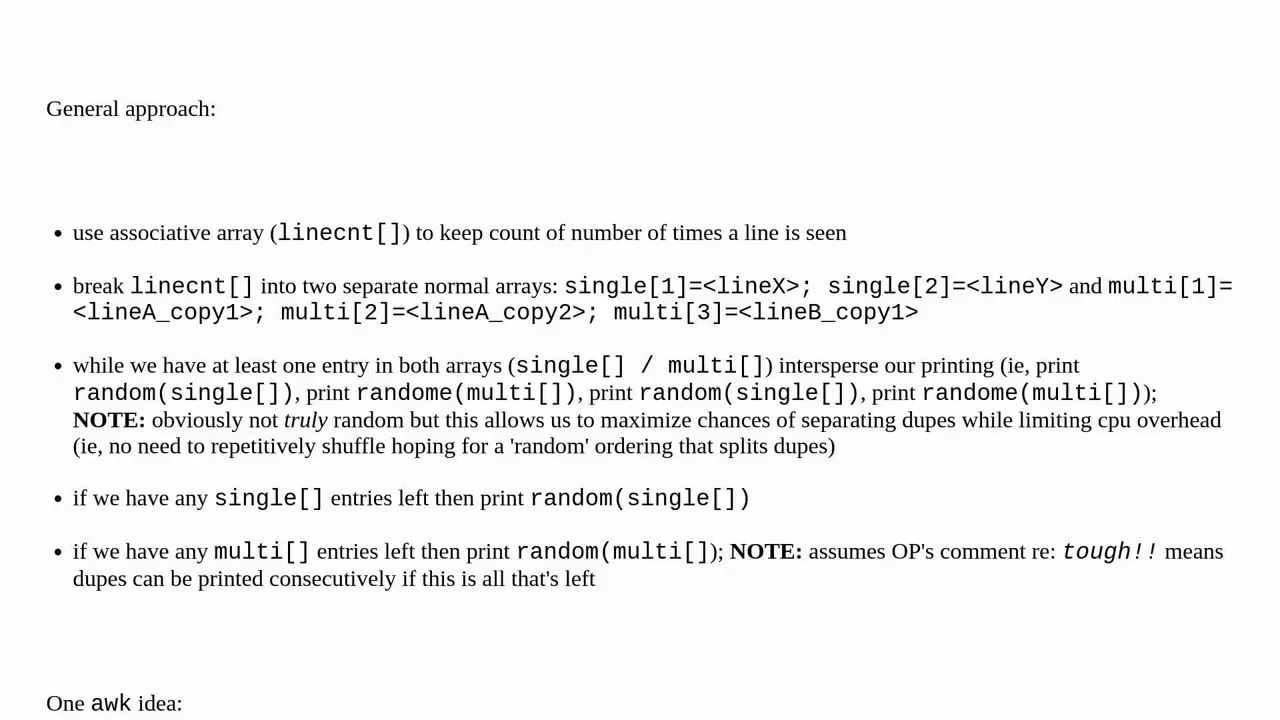 General approach:
• use associative array (linecnt[]) to keep count of number of times a line is seen
• break linecnt[] into two separate normal arrays: single[1]=<lineX>; single[2]=<lineY> and multi[1]=
<lineA_copy1>; multi[2]=<lineA_copy2>; multi[3]=<lineB_copy1>
• while we have at least one entry in both arrays (single[] / multi[]) intersperse our printing (ie, print
random(single[]), print randome(multi[]), print random(single[]), print randome(multi[]));
NOTE: obviously not truly random but this allows us to maximize chances of separating dupes while limiting cpu overhead
(ie, no need to repetitively shuffle hoping for a 'random' ordering that splits dupes)
• if we have any single[] entries left then print random(single[])
• if we have any multi[] entries left then print random(multi[]); NOTE: assumes OP's comment re: tough!! means
dupes can be printed consecutively if this is all that's left
One awk idea: